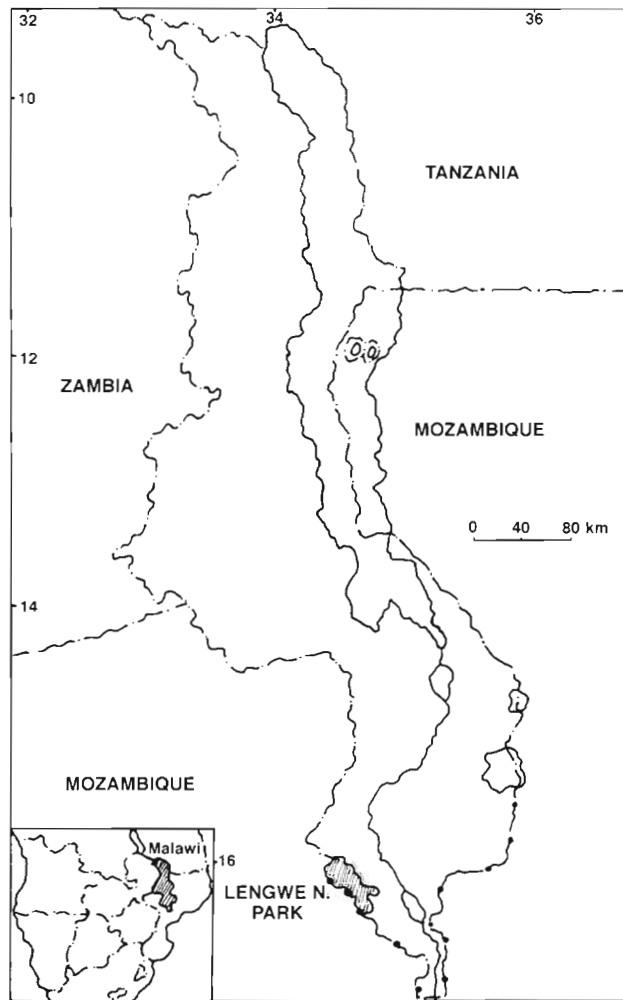 32 34 36
10
TANZANIA
12
ZAMBIA
MOZAMBIQUE
0 40 80 km
14
MOZAMBIQUE
Malawi
16
LENGWE N.
PARK